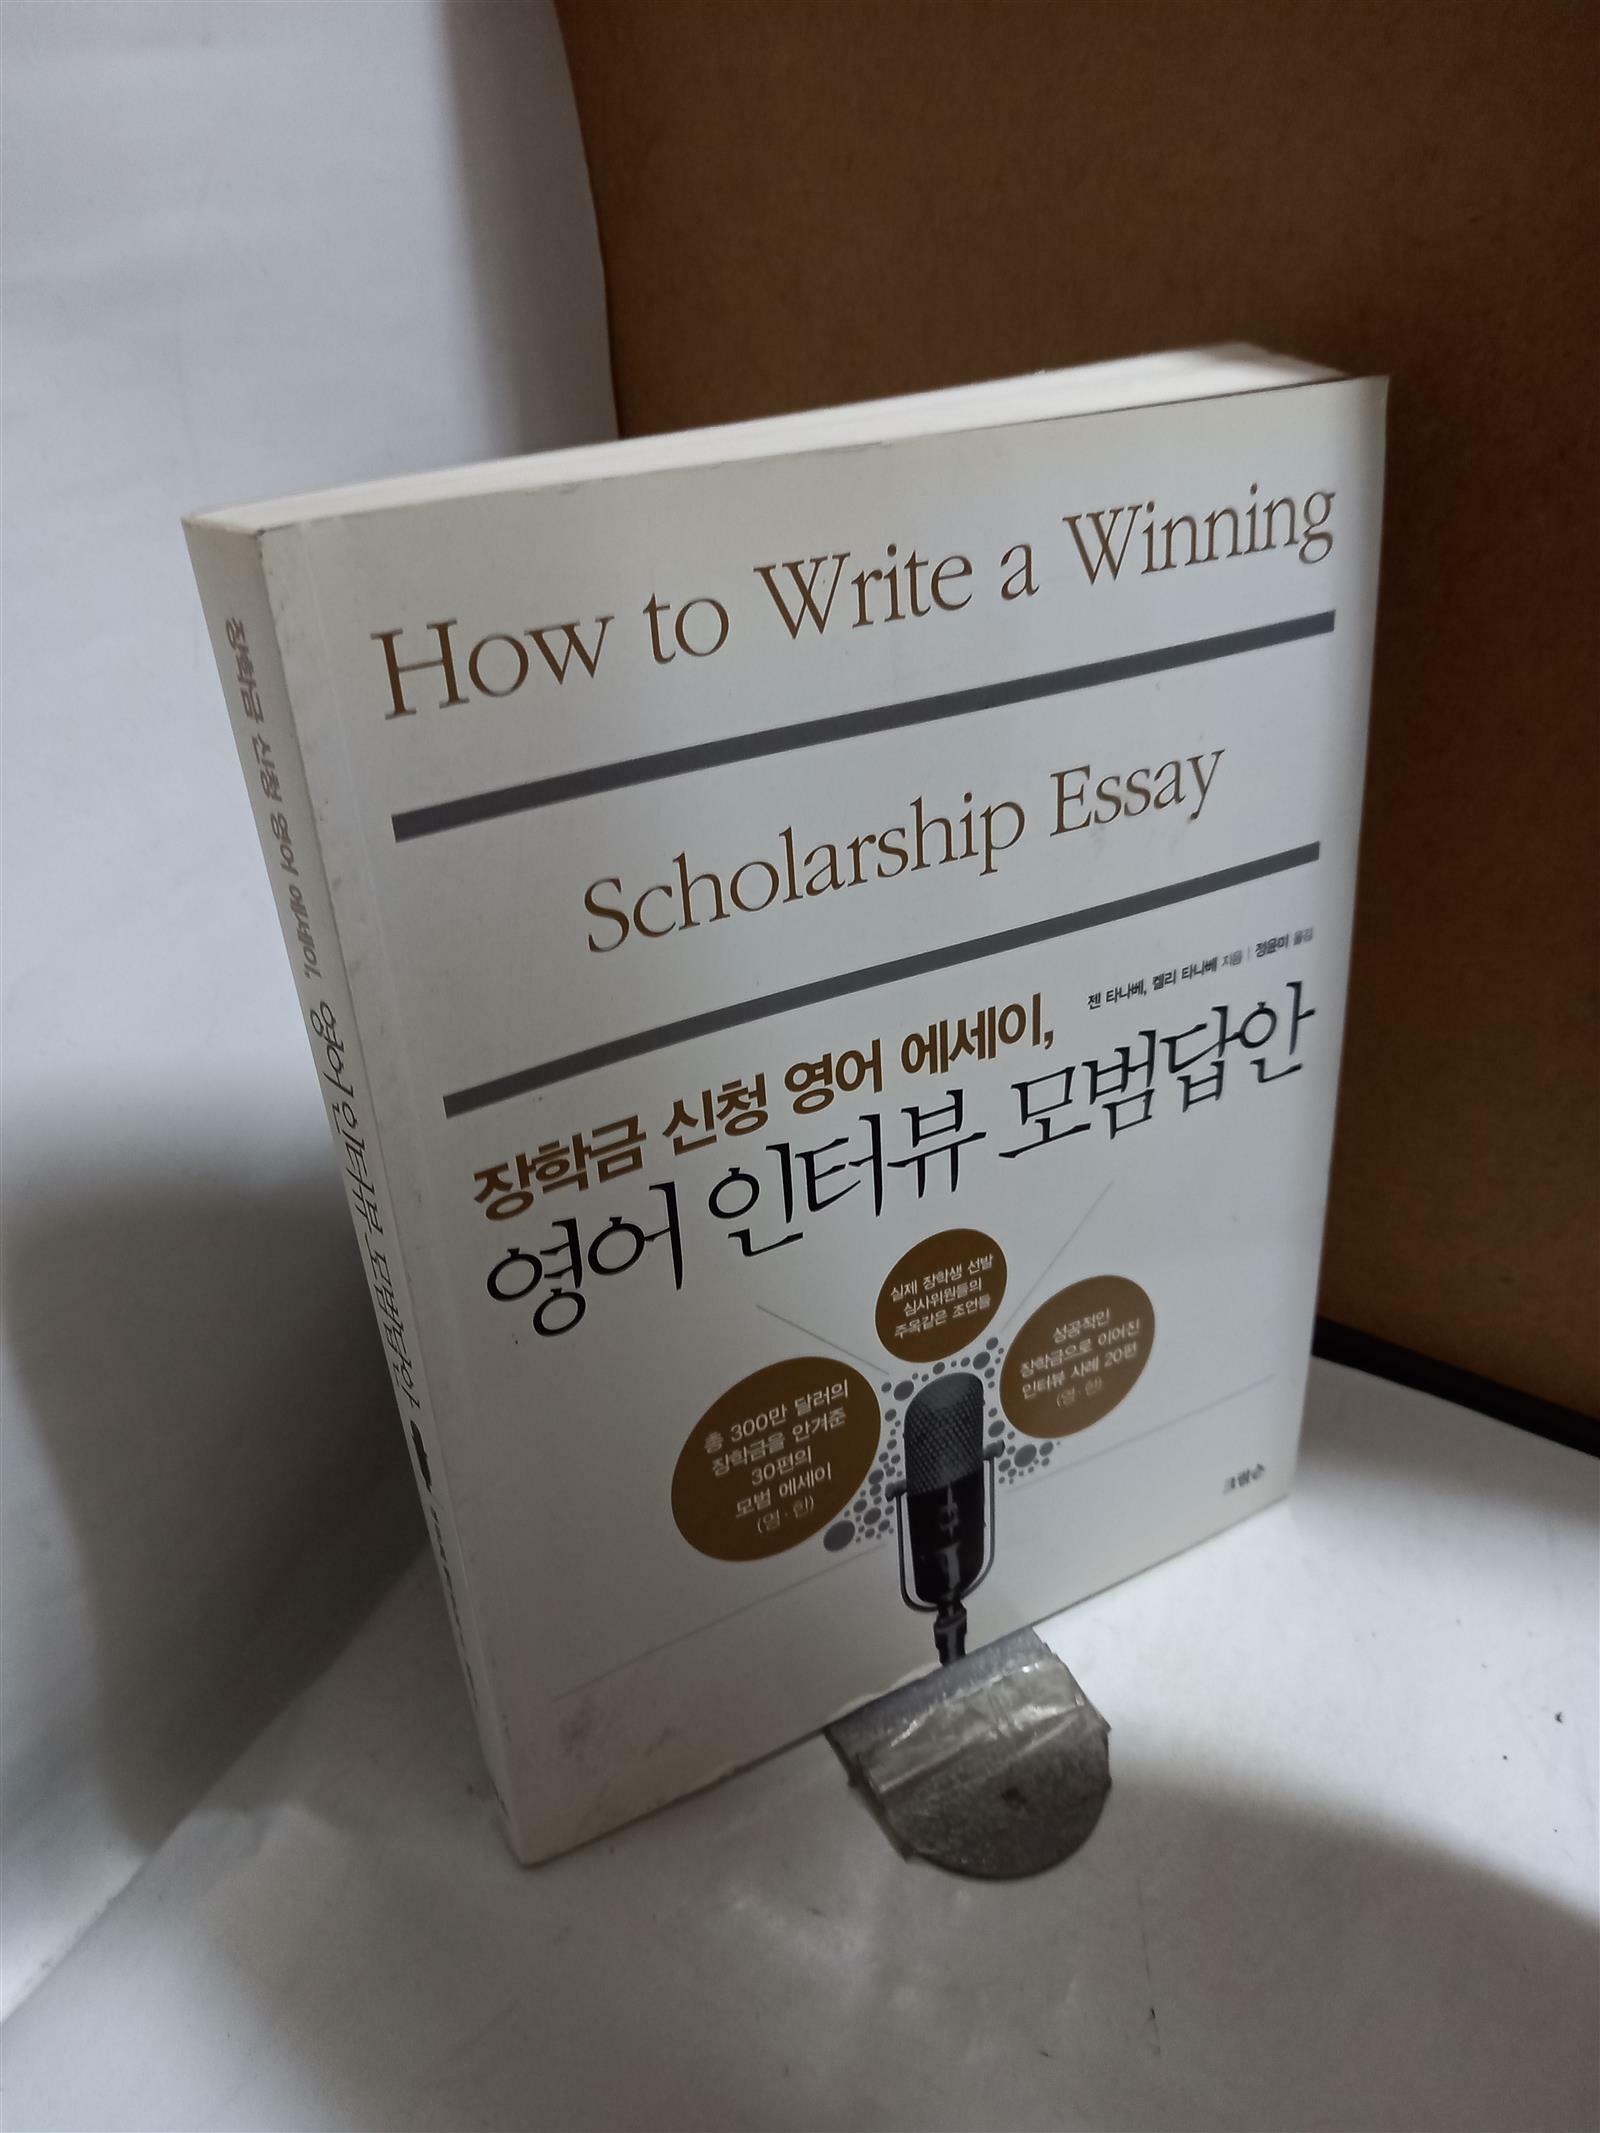 How to Write a Winning
Scholarship Essay
젠 타나베, 켈리 타나베 지음 | 정윤미 옮김
장학금 신청 영어 에세이,
영어 인터뷰 모범답안
실제 장학생 선발
심사위원들의
주옥같은 조언들
성공적인
장학금으로 이어진
인터뷰 사례 20편
(영·한)
총 300만 달러의
장학금을 안겨준
30편의
모범 에세이
(영·한)
크림슨
장학금 신청 영어 에세이, 영어 인터뷰 모범답안